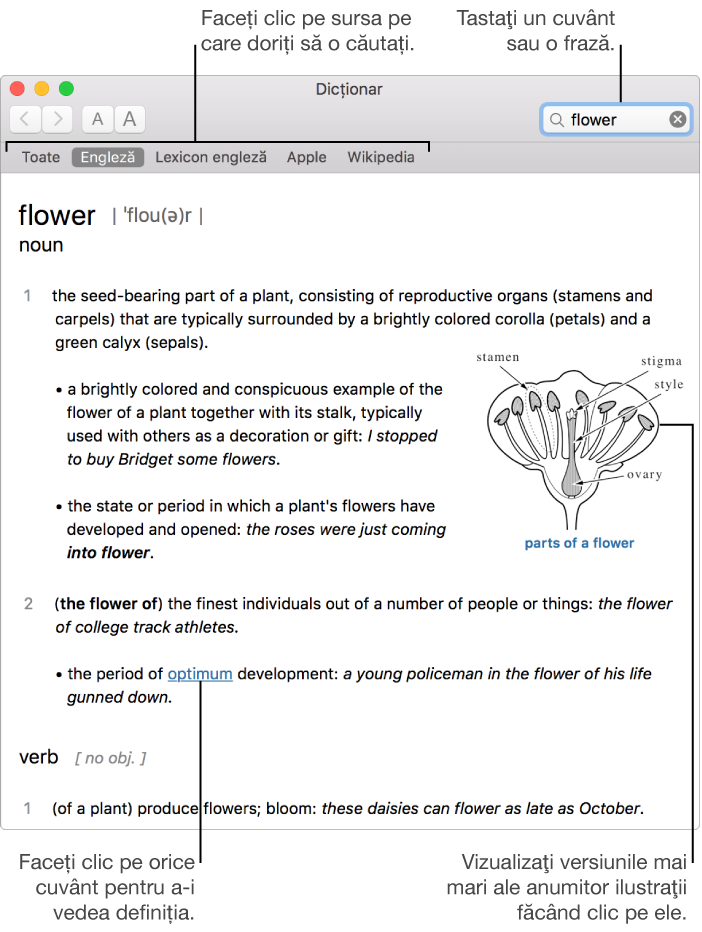 Faceți clic pe sursa pe
care doriți să o căutați.
Tastaţi un cuvânt
sau o frază.
Dicționar
A A
flower
Toate Engleză Lexicon engleză Apple Wikipedia
flower | ˈflou(ə)r |
noun
1 the seed-bearing part of a plant, consisting of reproductive organs (stamens and
carpels) that are typically surrounded by a brightly colored corolla (petals) and a
green calyx (sepals).
• a brightly colored and conspicuous example of the
flower of a plant together with its stalk, typically
used with others as a decoration or gift: I stopped
to buy Bridget some flowers.
• the state or period in which a plant's flowers have
developed and opened: the roses were just coming
into flower.
stamen
stigma
style
ovary
parts of a flower
2 (the flower of) the finest individuals out of a number of people or things: the flower
of college track athletes.
• the period of optimum development: a young policeman in the flower of his life
gunned down.
verb [ no obj. ]
1 (of a plant) produce flowers; bloom: these daisies can flower as late as October.
Faceți clic pe orice
cuvânt pentru a-i
vedea definiția.
Vizualizaţi versiunile mai
mari ale anumitor ilustraţii
făcând clic pe ele.